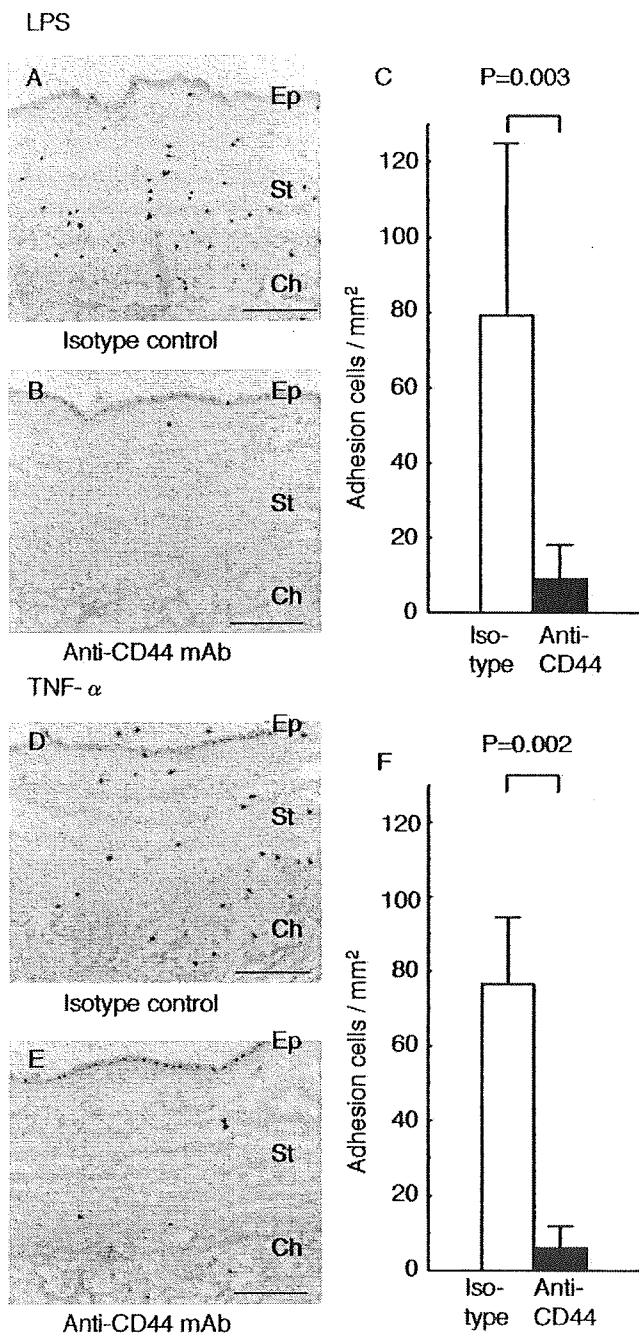 LPS
A
Ep
St
Ch
Isotype control
B
Ep
St
Ch
Anti-CD44 mAb
C
P=0.003
Adhesion cells / mm²
120
100
80
60
40
20
0
Iso-
type
Anti-
CD44
TNF- α
D
Ep
St
Ch
Isotype control
E
Ep
St
Ch
Anti-CD44 mAb
F
P=0.002
Adhesion cells / mm²
120
100
80
60
40
20
0
Iso-
type
Anti-
CD44